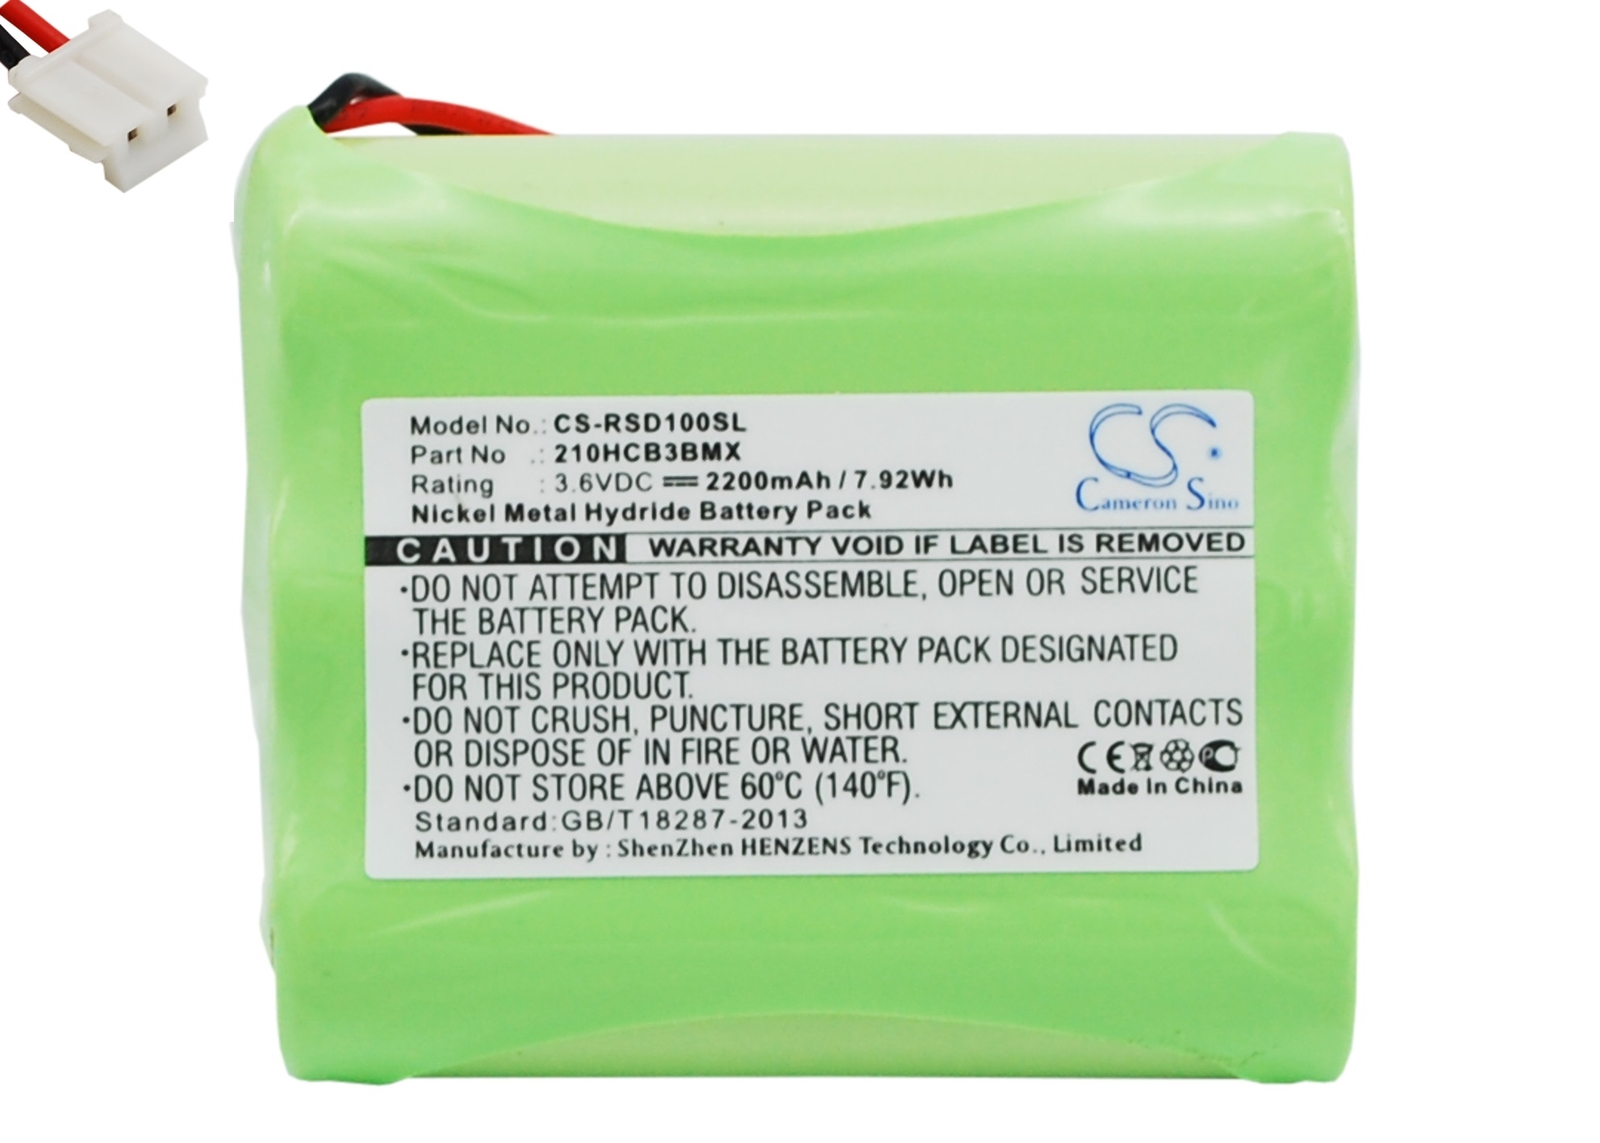 Model No.: CS-RSD100SL
Part No .: 210HCB3BMX
Rating : 3.6VDC 2200mAh / 7.92Wh
Nickel Metal Hydride Battery Pack
CS
Cameron Sino
CAUTION WARRANTY VOID IF LABEL IS REMOVED
·DO NOT ATTEMPT TO DISASSEMBLE, OPEN OR SERVICE
THE BATTERY PACK.
·REPLACE ONLY WITH THE BATTERY PACK DESIGNATED
FOR THIS PRODUCT.
·DO NOT CRUSH, PUNCTURE, SHORT EXTERNAL CONTACTS
OR DISPOSE OF IN FIRE OR WATER.
·DO NOT STORE ABOVE 60°C (140°F).
CE
Made In China
Standard:GB/T18287-2013
Manufacture by : ShenZhen HENZENS Technology Co., Limited